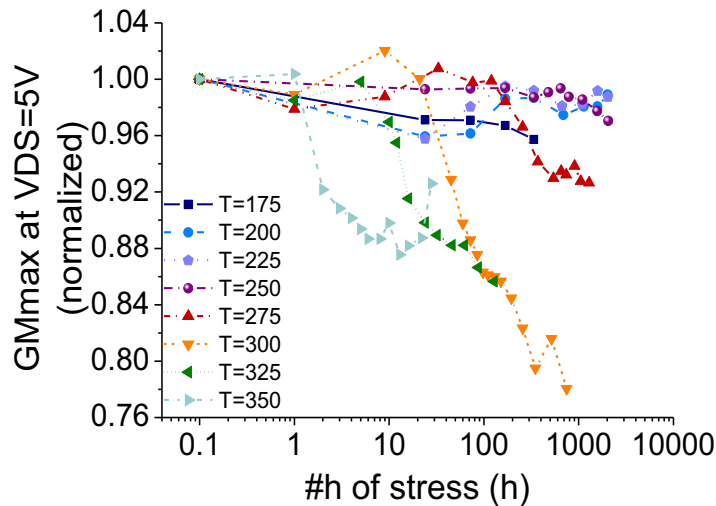 1.04
1.00
0.96
0.92
0.88
0.84
0.80
0.76
GMmax at VDS=5V
(normalized)
T=175
T=200
T=225
T=250
T=275
T=300
T=325
T=350
0.1 1 10 100 1000 10000
#h of stress (h)